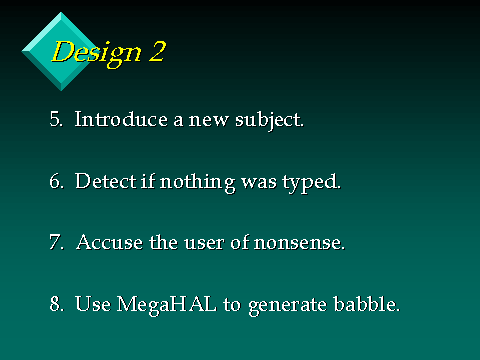 Design 2
5. Introduce a new subject.
6. Detect if nothing was typed.
7. Accuse the user of nonsense.
8. Use MegaHAL to generate babble.